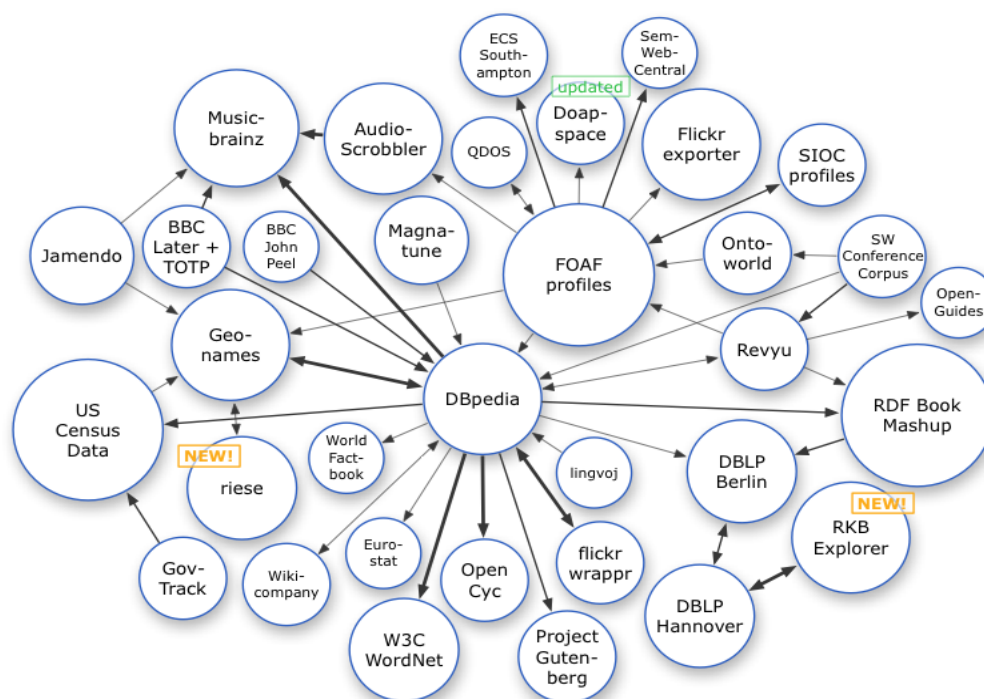 ECS
South-
ampton
Sem-
Web-
Central
updated
Doap-
space
Music-
brainz
Audio-
Scrobbler
QDOS
Flickr
exporter
SIOC
profiles
Jamendo
BBC
Later +
TOTP
BBC
John
Peel
Magna-
tune
FOAF
profiles
Onto-
world
SW
Conference
Corpus
Open-
Guides
Geo-
names
Revyu
DBpedia
US
Census
Data
RDF Book
Mashup
NEW!
riese
World
Fact-
book
lingvoj
DBLP
Berlin
NEW!
RKB
Explorer
Gov-
Track
Wiki-
company
Euro-
stat
Open
Cyc
flickr
wrappr
DBLP
Hannover
W3C
WordNet
Project
Guten-
berg